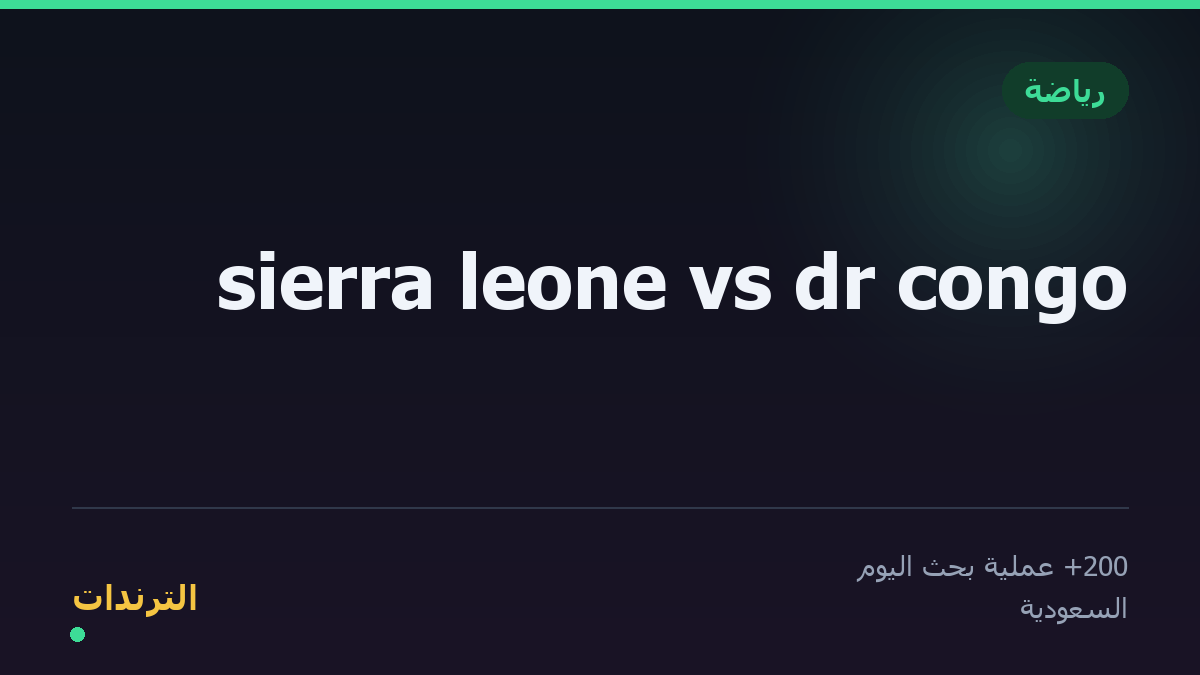 رياضة
sierra leone vs dr congo
200+ عملية بحث اليوم
السعودية
الترندات